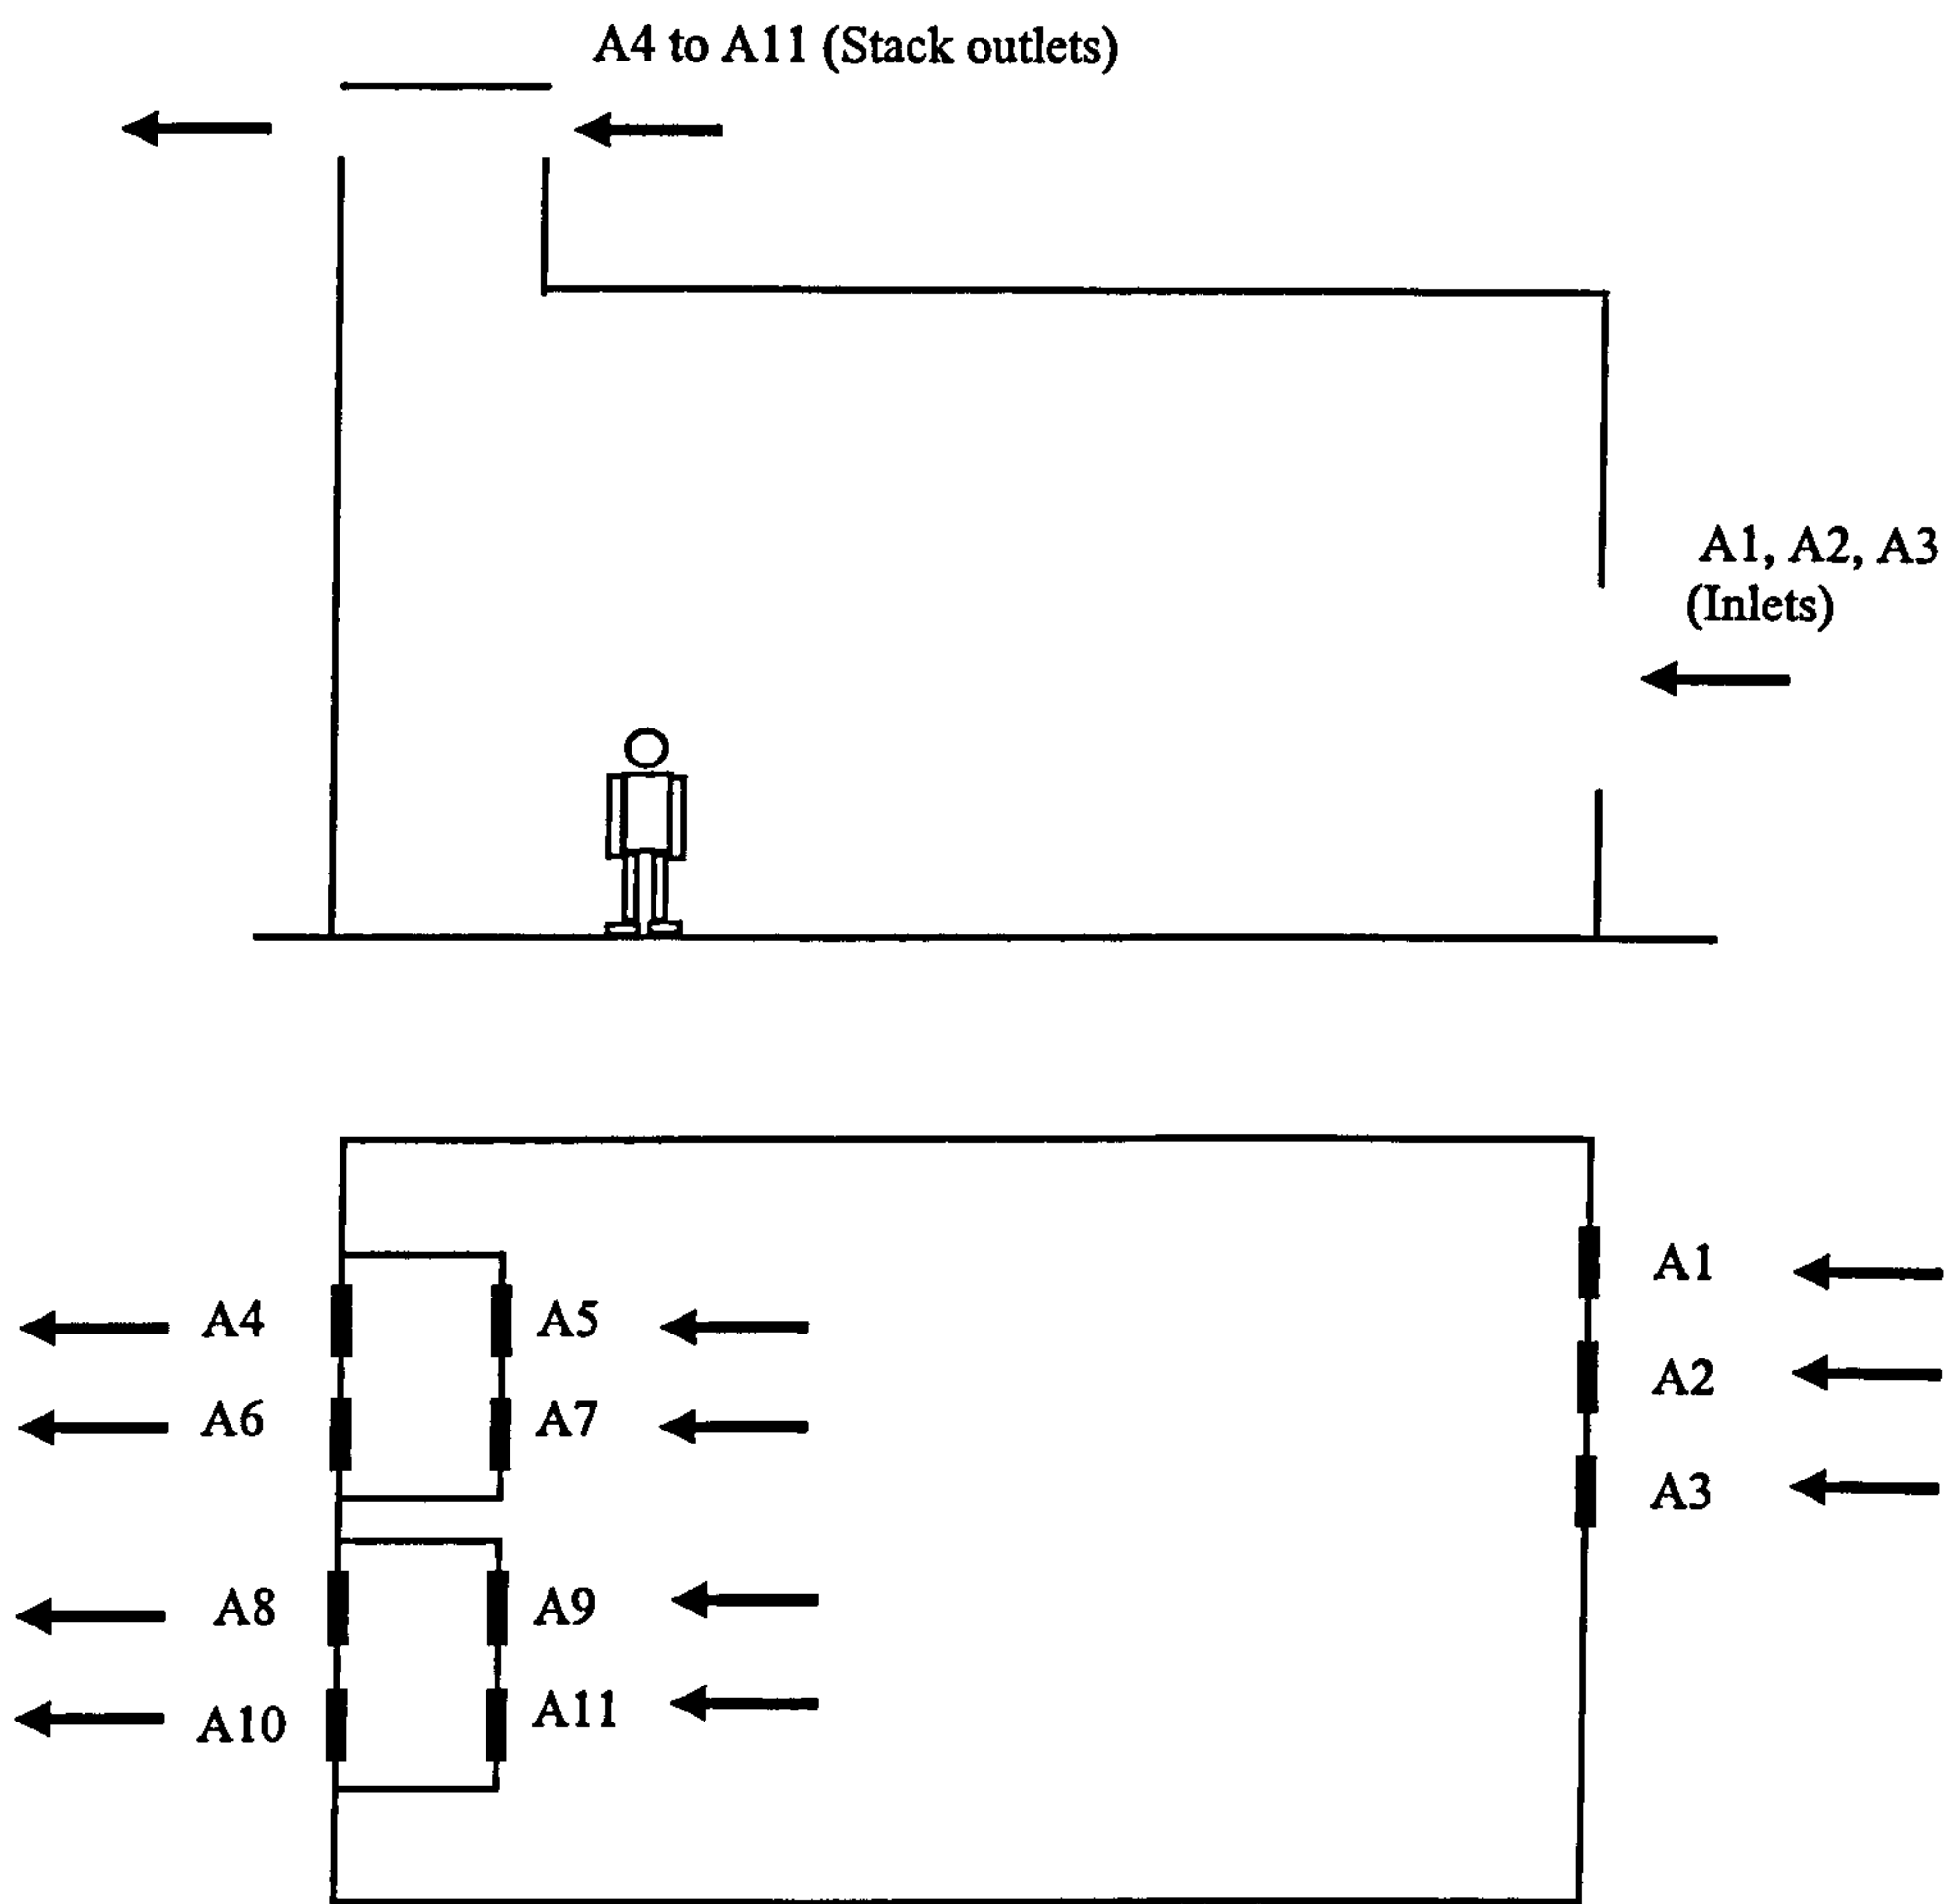 A4 to A11 (Stack outlets)
A1, A2, A3
(Inlets)
A1
A4
A5
A2
A6
A7
A3
A8
A9
A10
A11